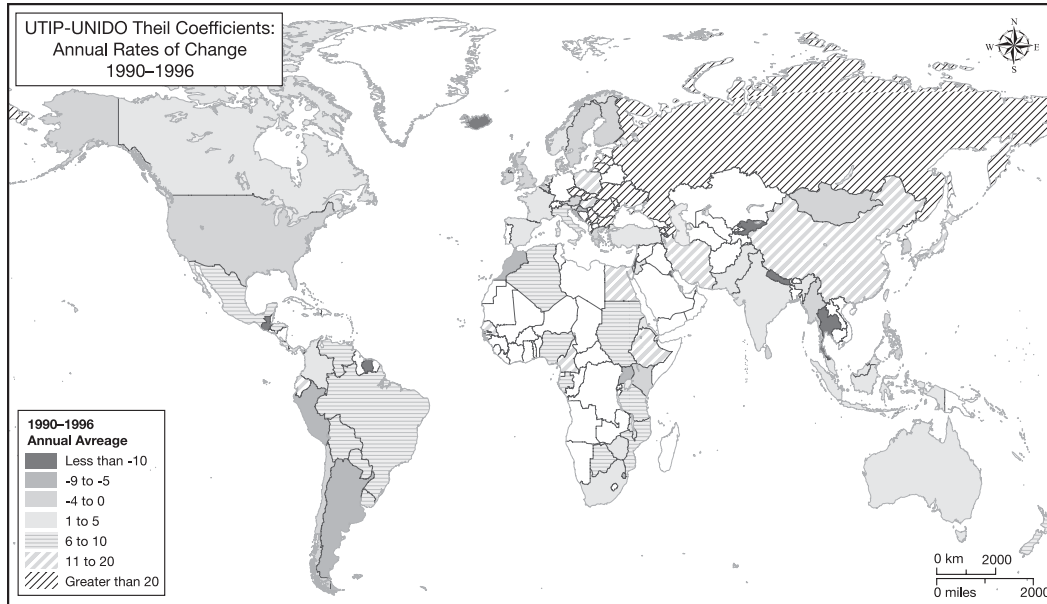 UTIP-UNIDO Theil Coefficients:
Annual Rates of Change
1990–1996
N
W E
S
1990–1996
Annual Avreage
Less than -10
-9 to -5
-4 to 0
1 to 5
6 to 10
11 to 20
Greater than 20
0 km 2000
0 miles 2000